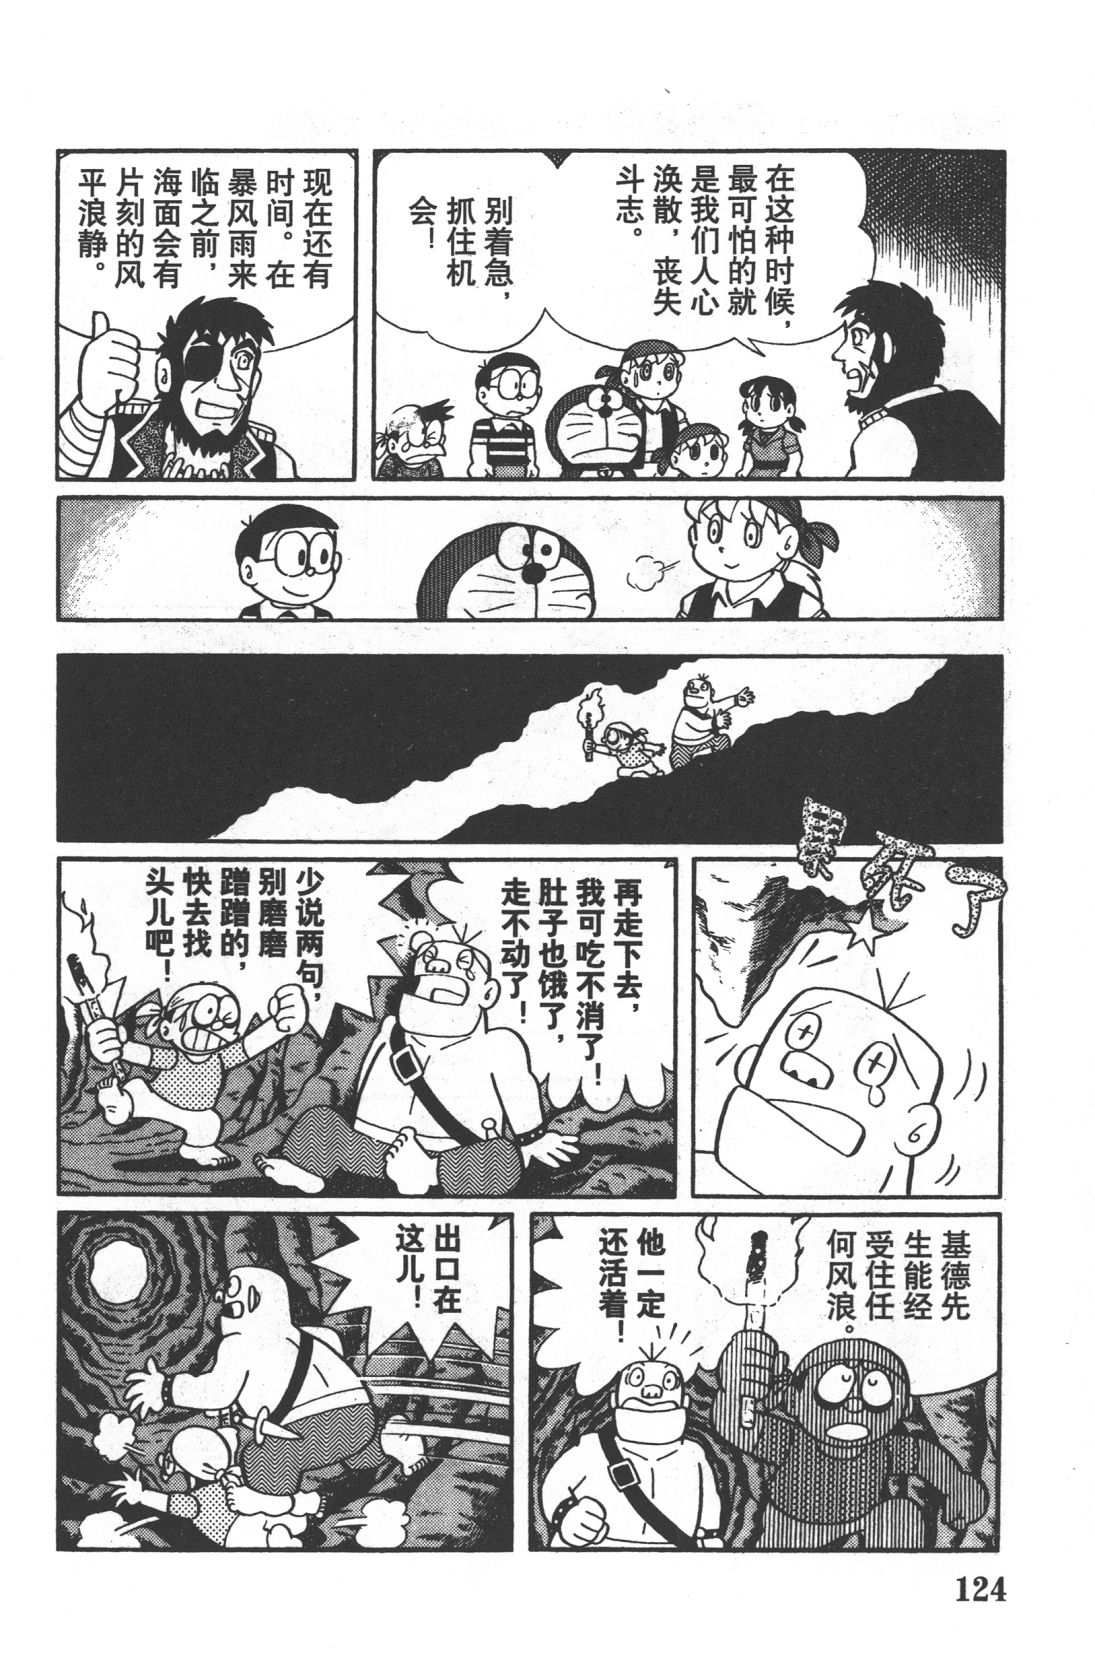 在这种时候，
最可怕的就
是我们人心
涣散，丧失
斗志。
别着急，
抓住机
会！
现在还有
时间。在
暴风雨来
临之前，
海面会有
片刻的风
平浪静。
累死了
再走下去，
我可吃不消了！
肚子也饿了，
走不动了！
少说两句，
别磨磨
蹭蹭的，
快去找
头儿吧！
基德先
生能经
受住任
何风浪。
他一定
还活着！
出口在
这儿！
124